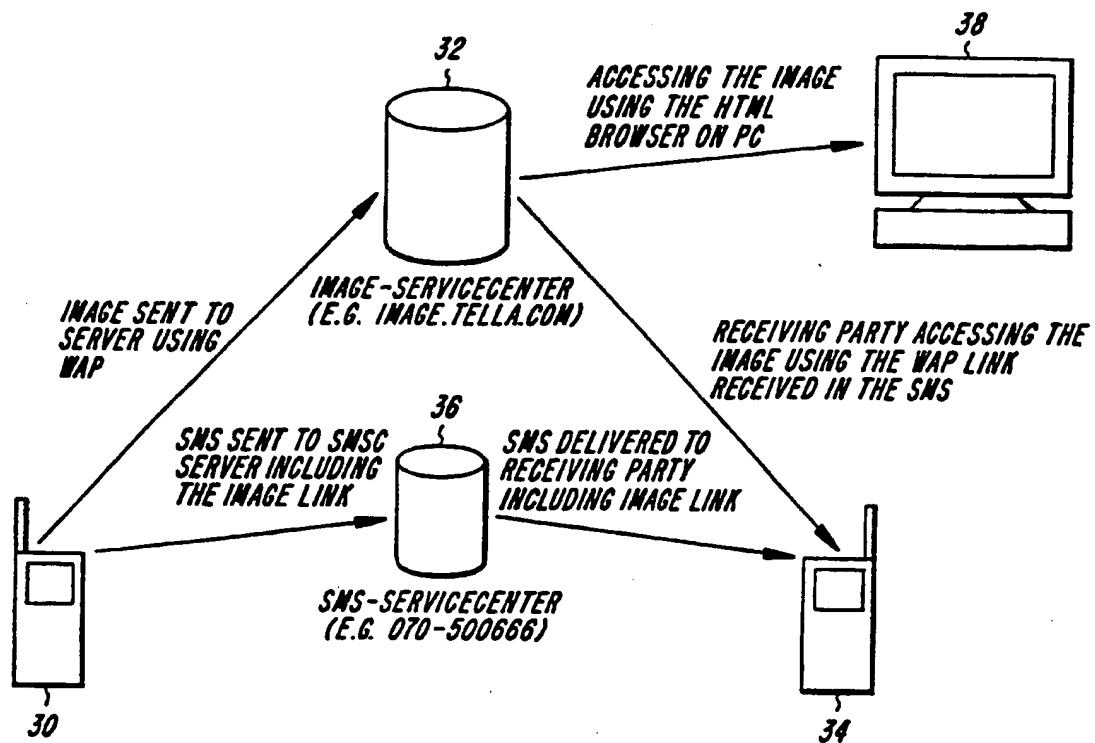 32
38
ACCESSING THE IMAGE
USING THE HTML
BROWSER ON PC
IMAGE-SERVICECENTER
(E.G. IMAGE.TELLA.COM)
IMAGE SENT TO
SERVER USING
WAP
RECEIVING PARTY ACCESSING THE
IMAGE USING THE WAP LINK
RECEIVED IN THE SMS
36
SMS SENT TO SMSC
SERVER INCLUDING
THE IMAGE LINK
SMS DELIVERED TO
RECEIVING PARTY
INCLUDING IMAGE LINK
SMS-SERVICECENTER
(E.G. 070-500666)
30
34